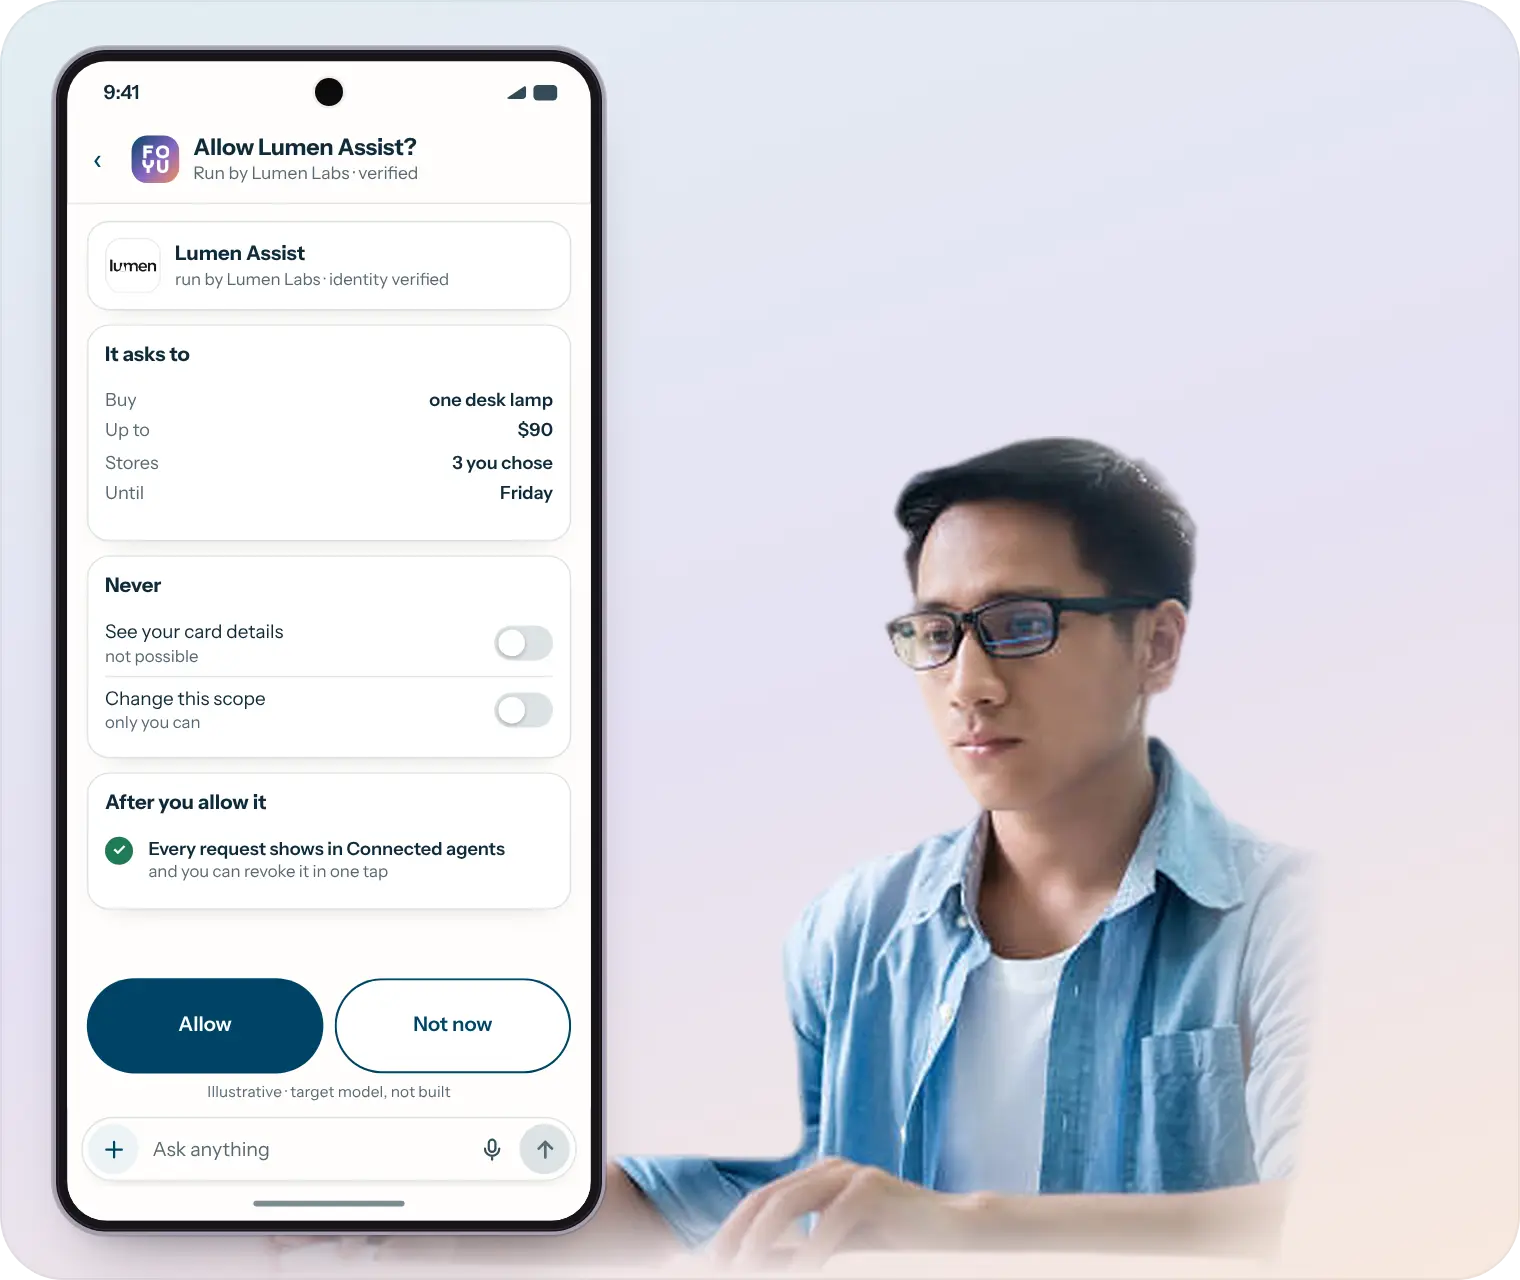 9:41
‹
FO
YU
Allow Lumen Assist?
Run by Lumen Labs · verified
lumen
Lumen Assist
run by Lumen Labs · identity verified
It asks to
Buy one desk lamp
Up to $90
Stores 3 you chose
Until Friday
Never
See your card details
not possible
Change this scope
only you can
After you allow it
Every request shows in Connected agents
and you can revoke it in one tap
Allow Not now
Illustrative · target model, not built
Ask anything